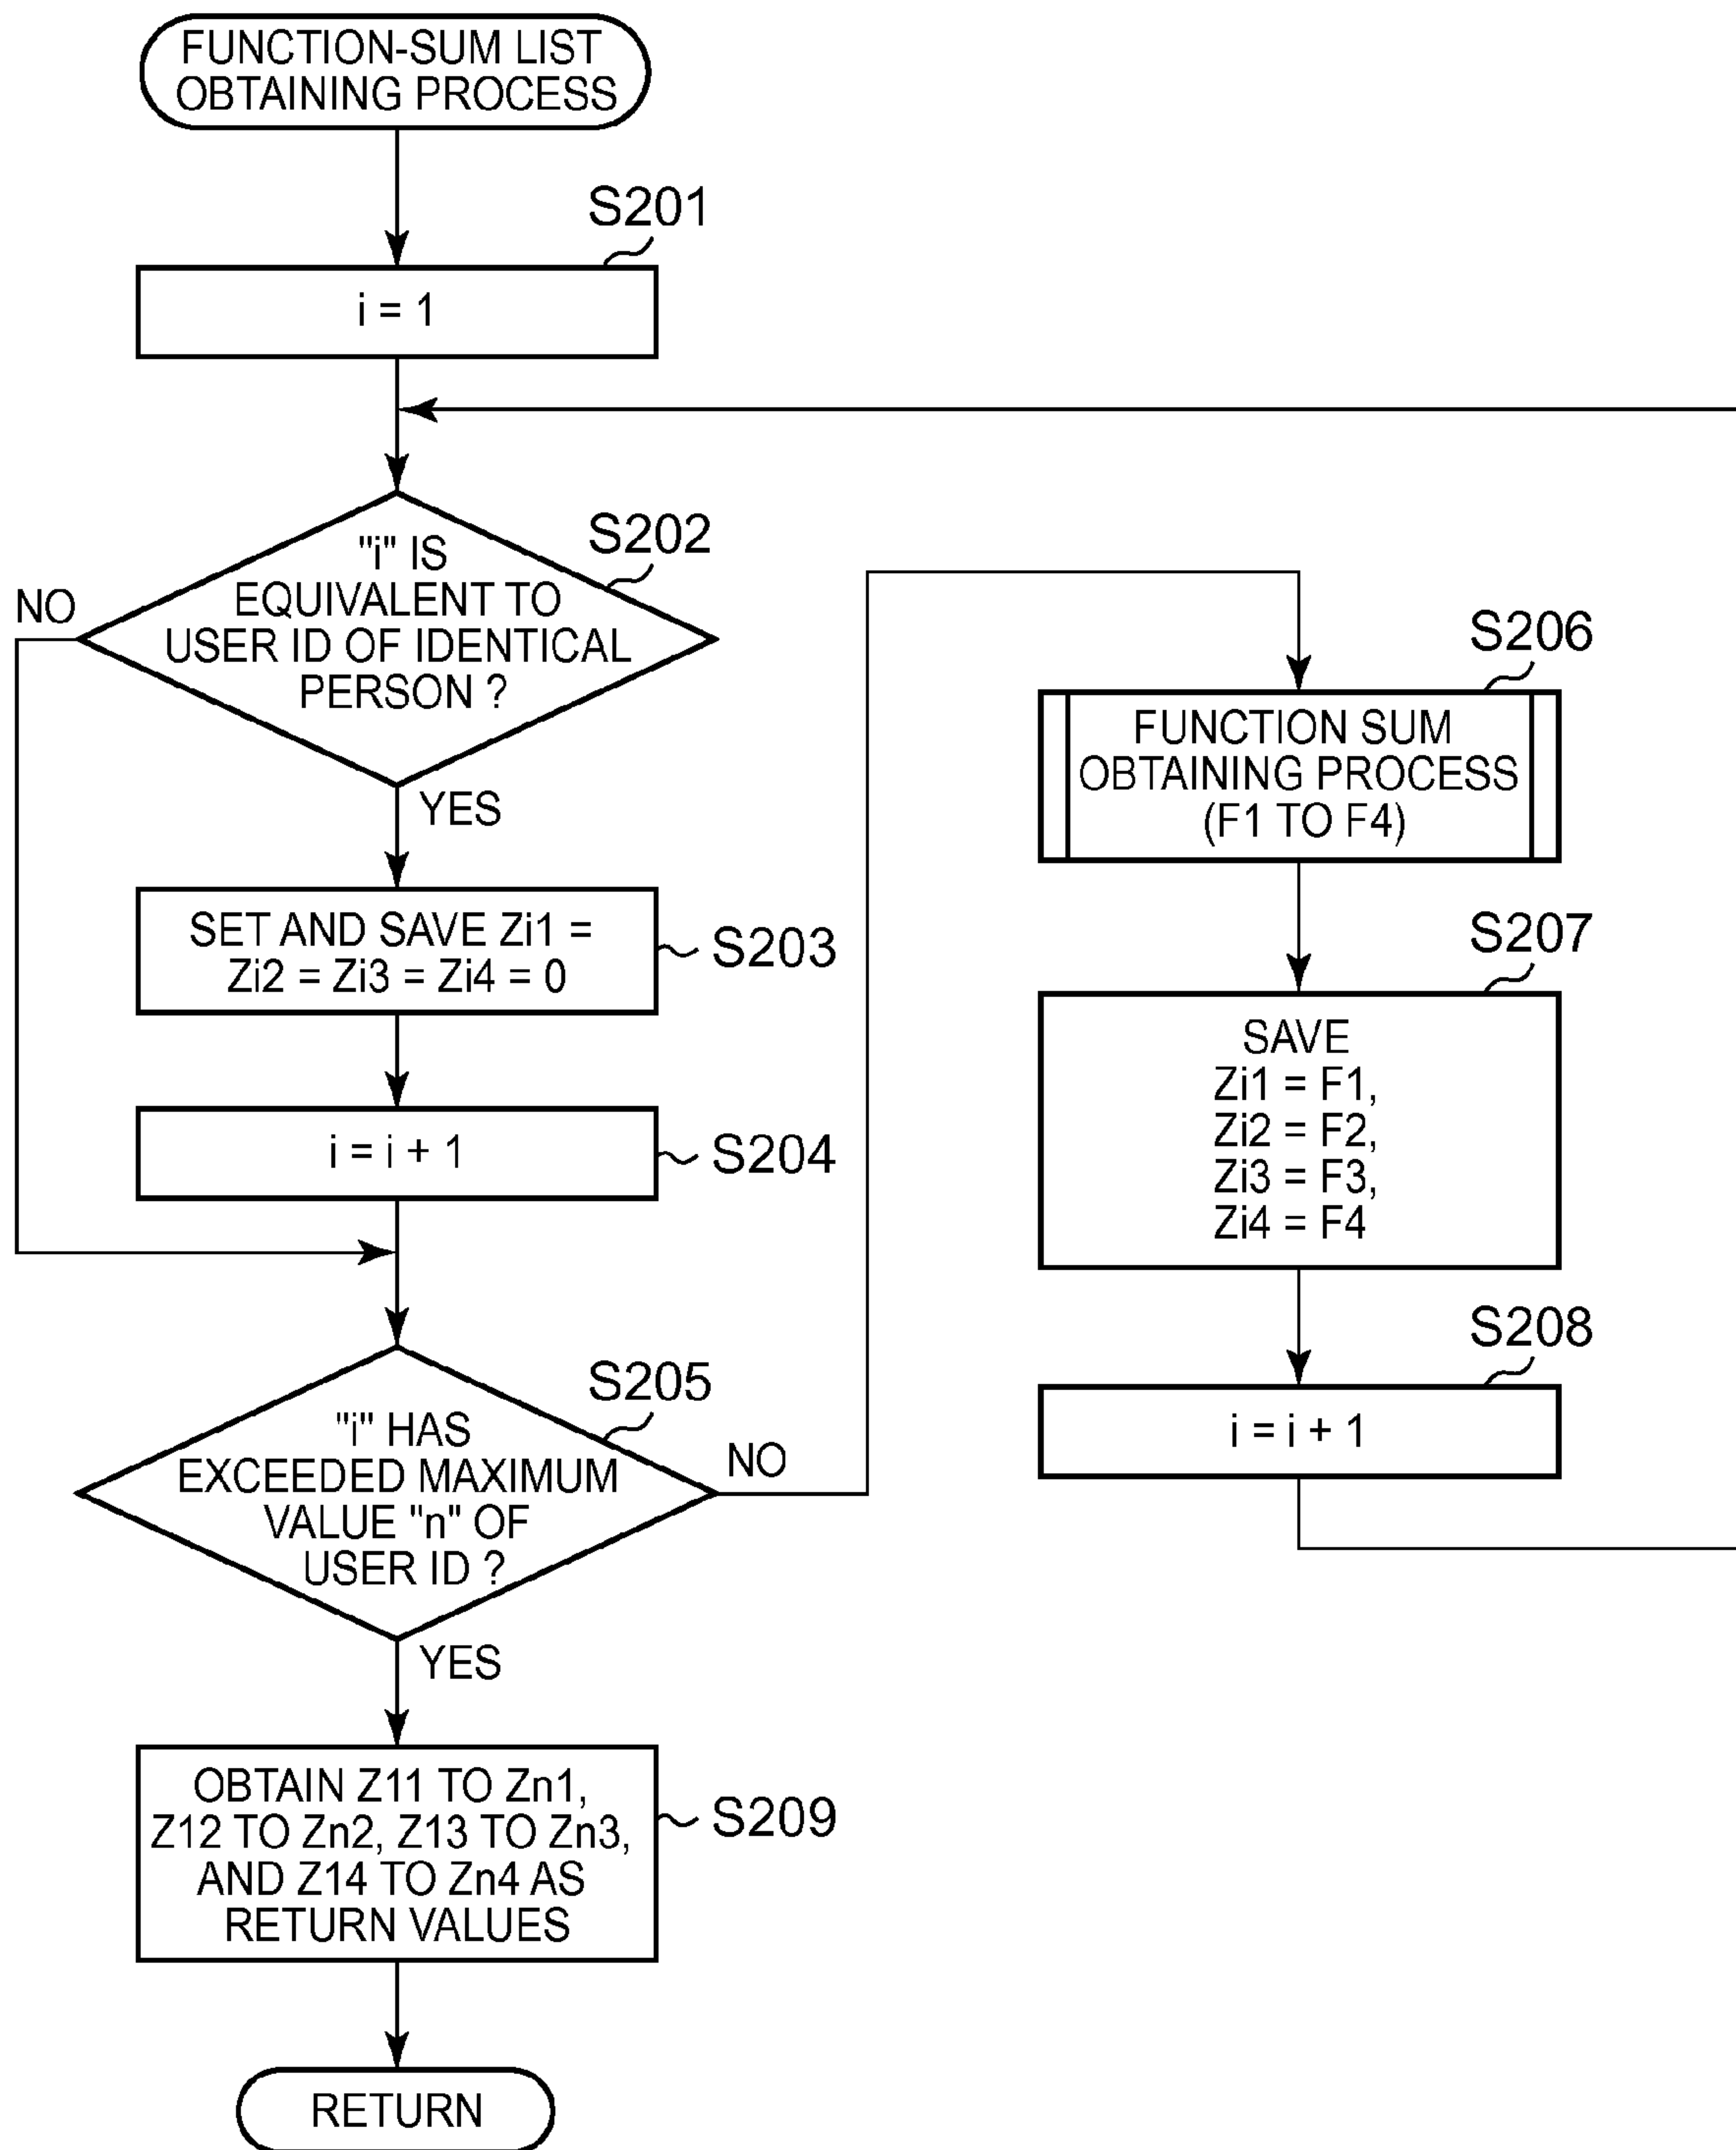 FUNCTION-SUM LIST
OBTAINING PROCESS
S201
i = 1
S202
"i" IS
EQUIVALENT TO
USER ID OF IDENTICAL
PERSON ?
NO
YES
SET AND SAVE Zi1 =
Zi2 = Zi3 = Zi4 = 0
S203
i = i + 1
S204
S205
"i" HAS
EXCEEDED MAXIMUM
VALUE "n" OF
USER ID ?
NO
YES
S206
FUNCTION SUM
OBTAINING PROCESS
(F1 TO F4)
S207
SAVE
Zi1 = F1,
Zi2 = F2,
Zi3 = F3,
Zi4 = F4
S208
i = i + 1
OBTAIN Z11 TO Zn1,
Z12 TO Zn2, Z13 TO Zn3,
AND Z14 TO Zn4 AS
RETURN VALUES
S209
RETURN